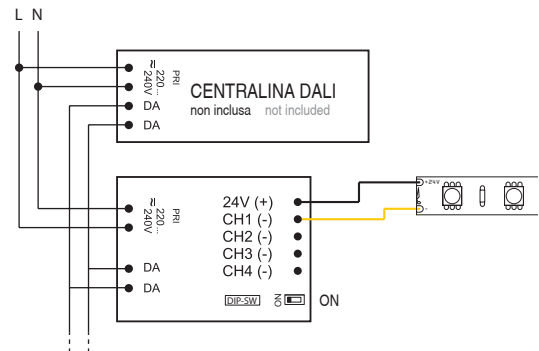 L N
≂ 220...
240V
PRI
DA
DA
CENTRALINA DALI
non inclusa not included
≂ 220...
240V
PRI
DA
DA
24V (+)
CH1 (-)
CH2 (-)
CH3 (-)
CH4 (-)
DIP-SW
ON
ON
+24V
-